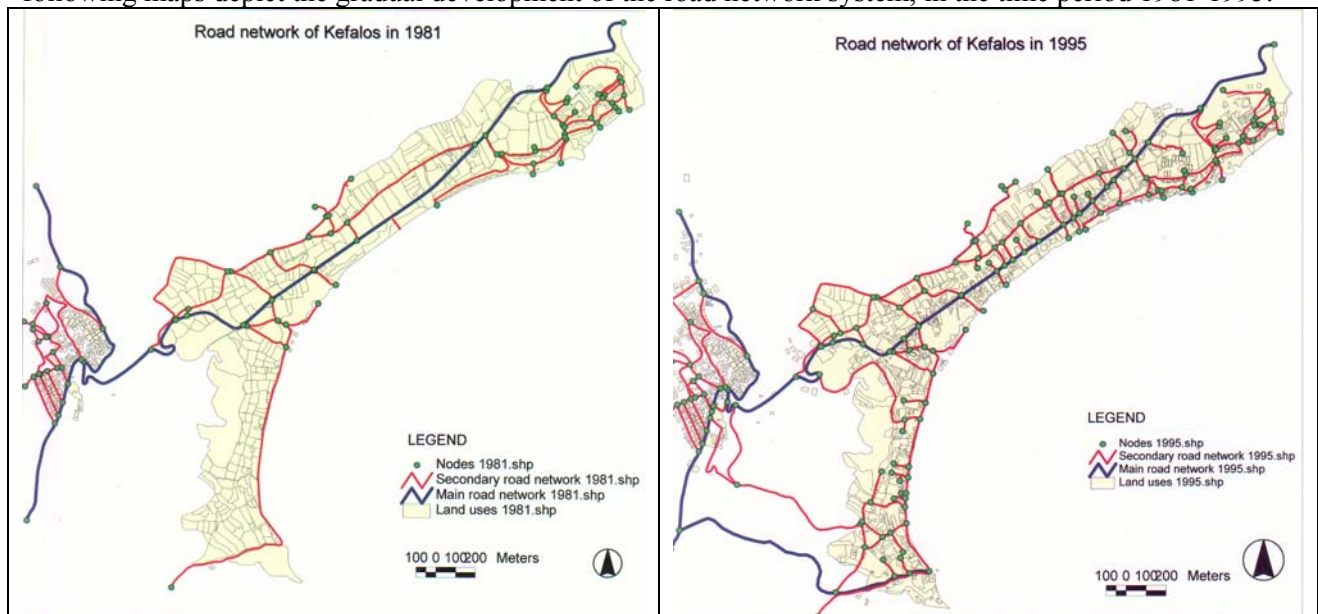 following maps depict the gradual development of the road network system, in the time period 1981-1995:
Road network of Kefalos in 1981
LEGEND
Nodes 1981.shp
Secondary road network 1981.shp
Main road network 1981.shp
Land uses 1981.shp
100 0 100200 Meters
Road network of Kefalos in 1995
LEGEND
Nodes 1995.shp
Secondary road network 1995.shp
Main road network 1995.shp
Land uses 1995.shp
100 0 100200 Meters